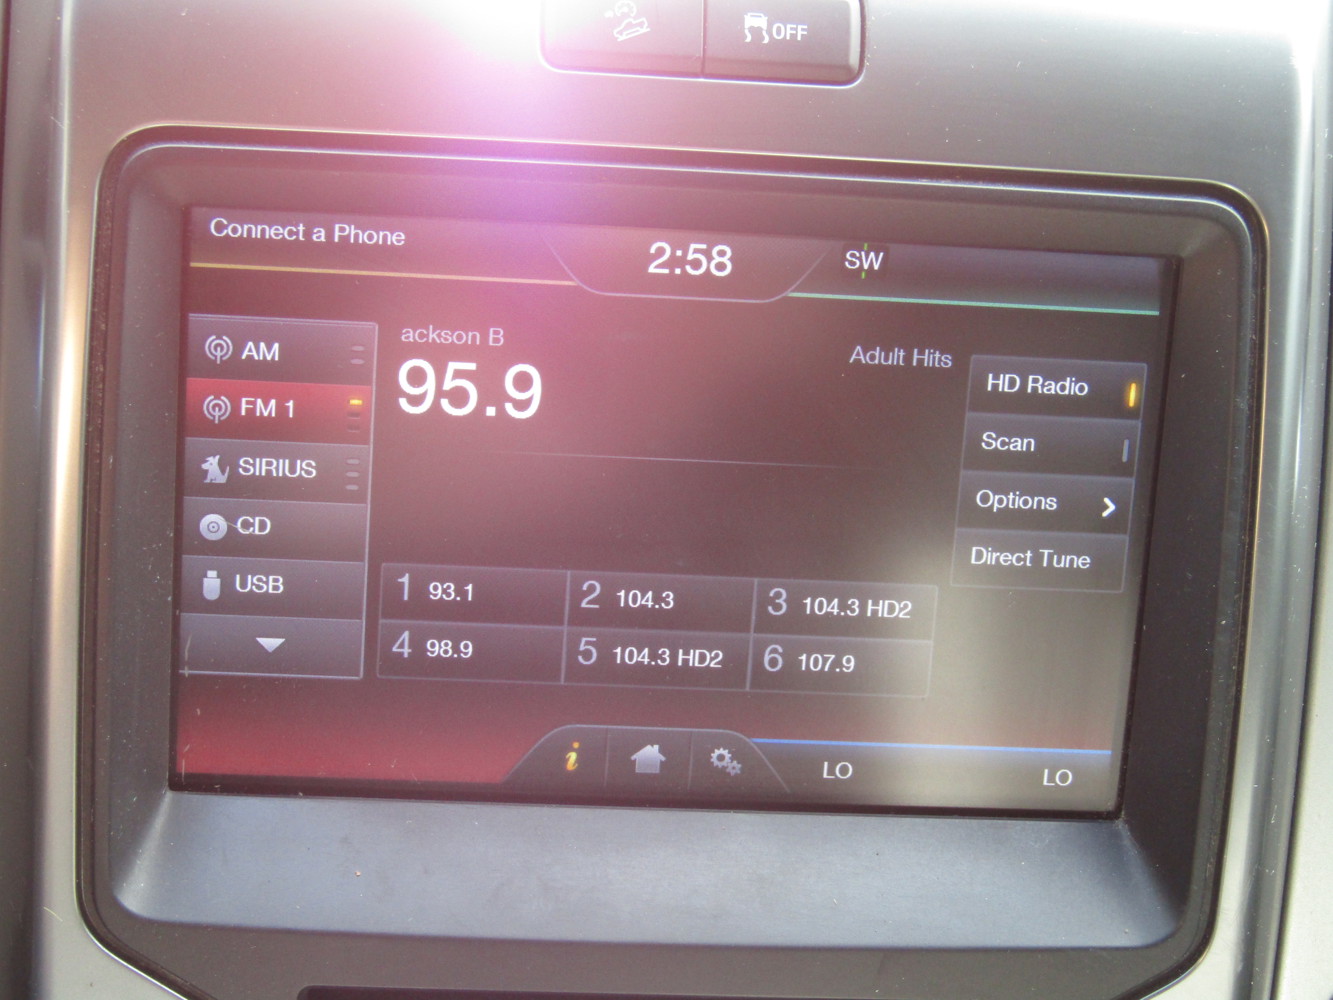 OFF
Connect a Phone
2:58
SW
ackson B
95.9
Adult Hits
AM
FM 1
SIRIUS
CD
USB
HD Radio
Scan
Options
Direct Tune
1 93.1
2 104.3
3 104.3 HD2
4 98.9
5 104.3 HD2
6 107.9
i
LO
LO